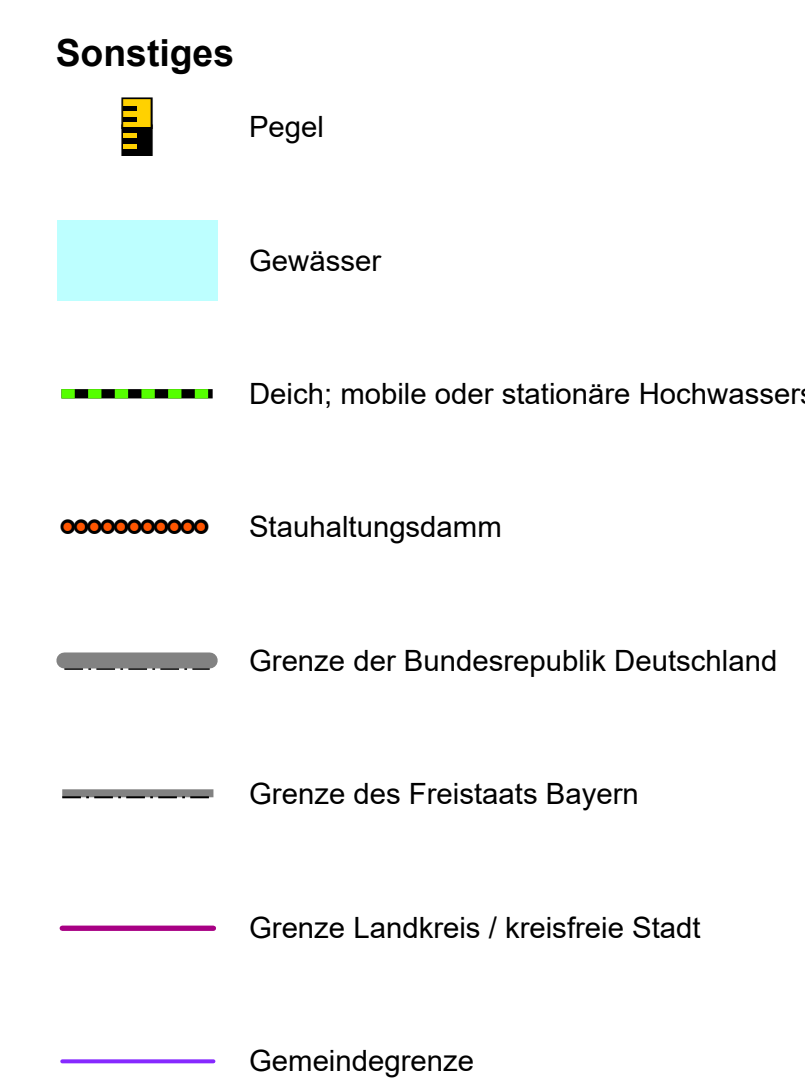 Sonstiges
Pegel
Gewässer
Deich; mobile oder stationäre
Stauhaltungsdamm
Grenze der Bundesrepublik Deutschland
Grenze des Freistaats Bayern
Grenze Landkreis / kreisfreie Stadt
Gemeindegrenze